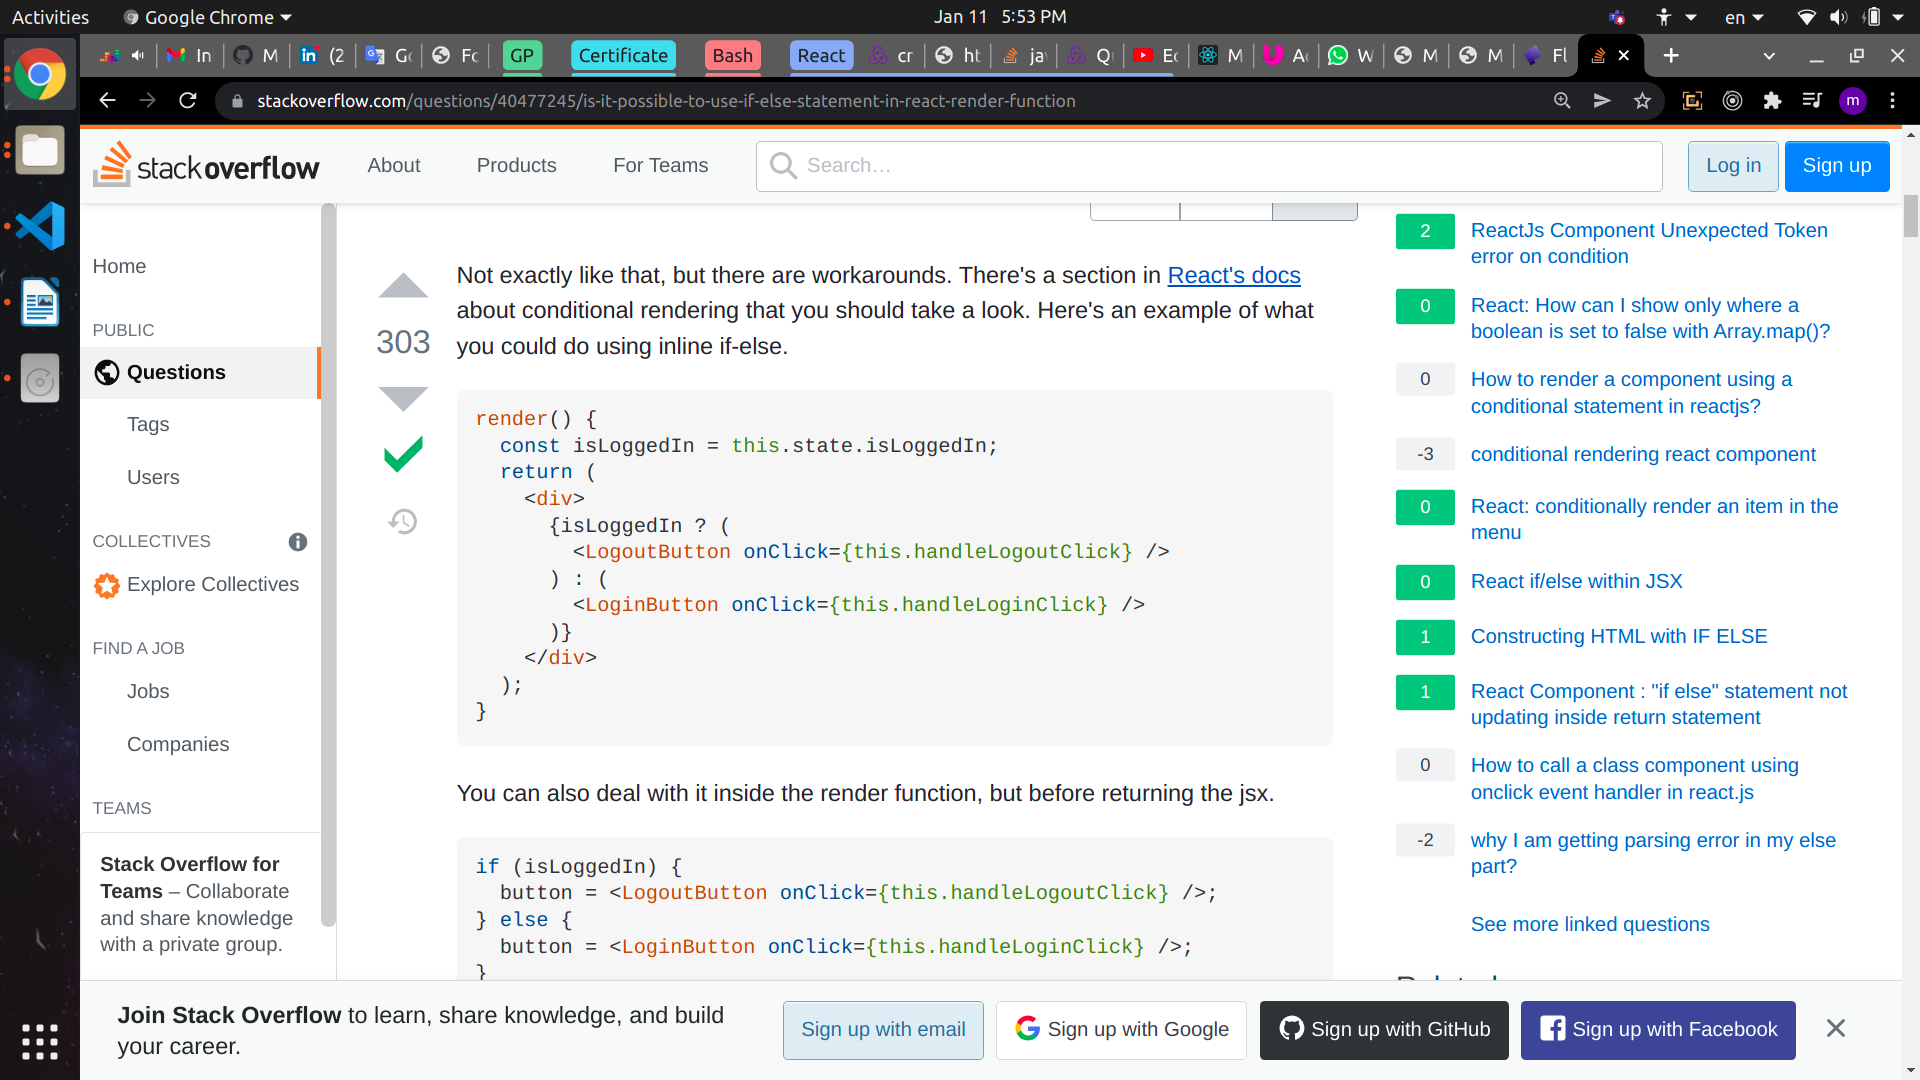 Activities
Google Chrome
Jan 11 5:53 PM
en
In
M
(2
Fo
GP
Certificate
Bash
React
cr
ht
ja
Q
M
W
M
M
Fl
stackoverflow.com/questions/40477245/is-it-possible-to-use-if-else-statement-in-react-render-function
m
stackoverflow
About
Products
For Teams
Search...
Log in
Sign up
Home
PUBLIC
Questions
Tags
Users
COLLECTIVES
Explore Collectives
FIND A JOB
Jobs
Companies
TEAMS
Stack Overflow for
Teams – Collaborate
and share knowledge
with a private group.
303
Not exactly like that, but there are workarounds. There's a section in React's docs
about conditional rendering that you should take a look. Here's an example of what
you could do using inline if-else.
render() {
  const isLoggedIn = this.state.isLoggedIn;
  return (
    <div>
      {isLoggedIn ? (
        <LogoutButton onClick={this.handleLogoutClick} />
      ) : (
        <LoginButton onClick={this.handleLoginClick} />
      )}
    </div>
  );
}
You can also deal with it inside the render function, but before returning the jsx.
if (isLoggedIn) {
  button = <LogoutButton onClick={this.handleLogoutClick} />;
} else {
  button = <LoginButton onClick={this.handleLoginClick} />;
}
2
ReactJs Component Unexpected Token
error on condition
0
React: How can I show only where a
boolean is set to false with Array.map()?
0
How to render a component using a
conditional statement in reactjs?
-3
conditional rendering react component
0
React: conditionally render an item in the
menu
0
React if/else within JSX
1
Constructing HTML with IF ELSE
1
React Component : "if else" statement not
updating inside return statement
0
How to call a class component using
onclick event handler in react.js
-2
why I am getting parsing error in my else
part?
See more linked questions
Join Stack Overflow to learn, share knowledge, and build
your career.
Sign up with email
Sign up with Google
Sign up with GitHub
Sign up with Facebook